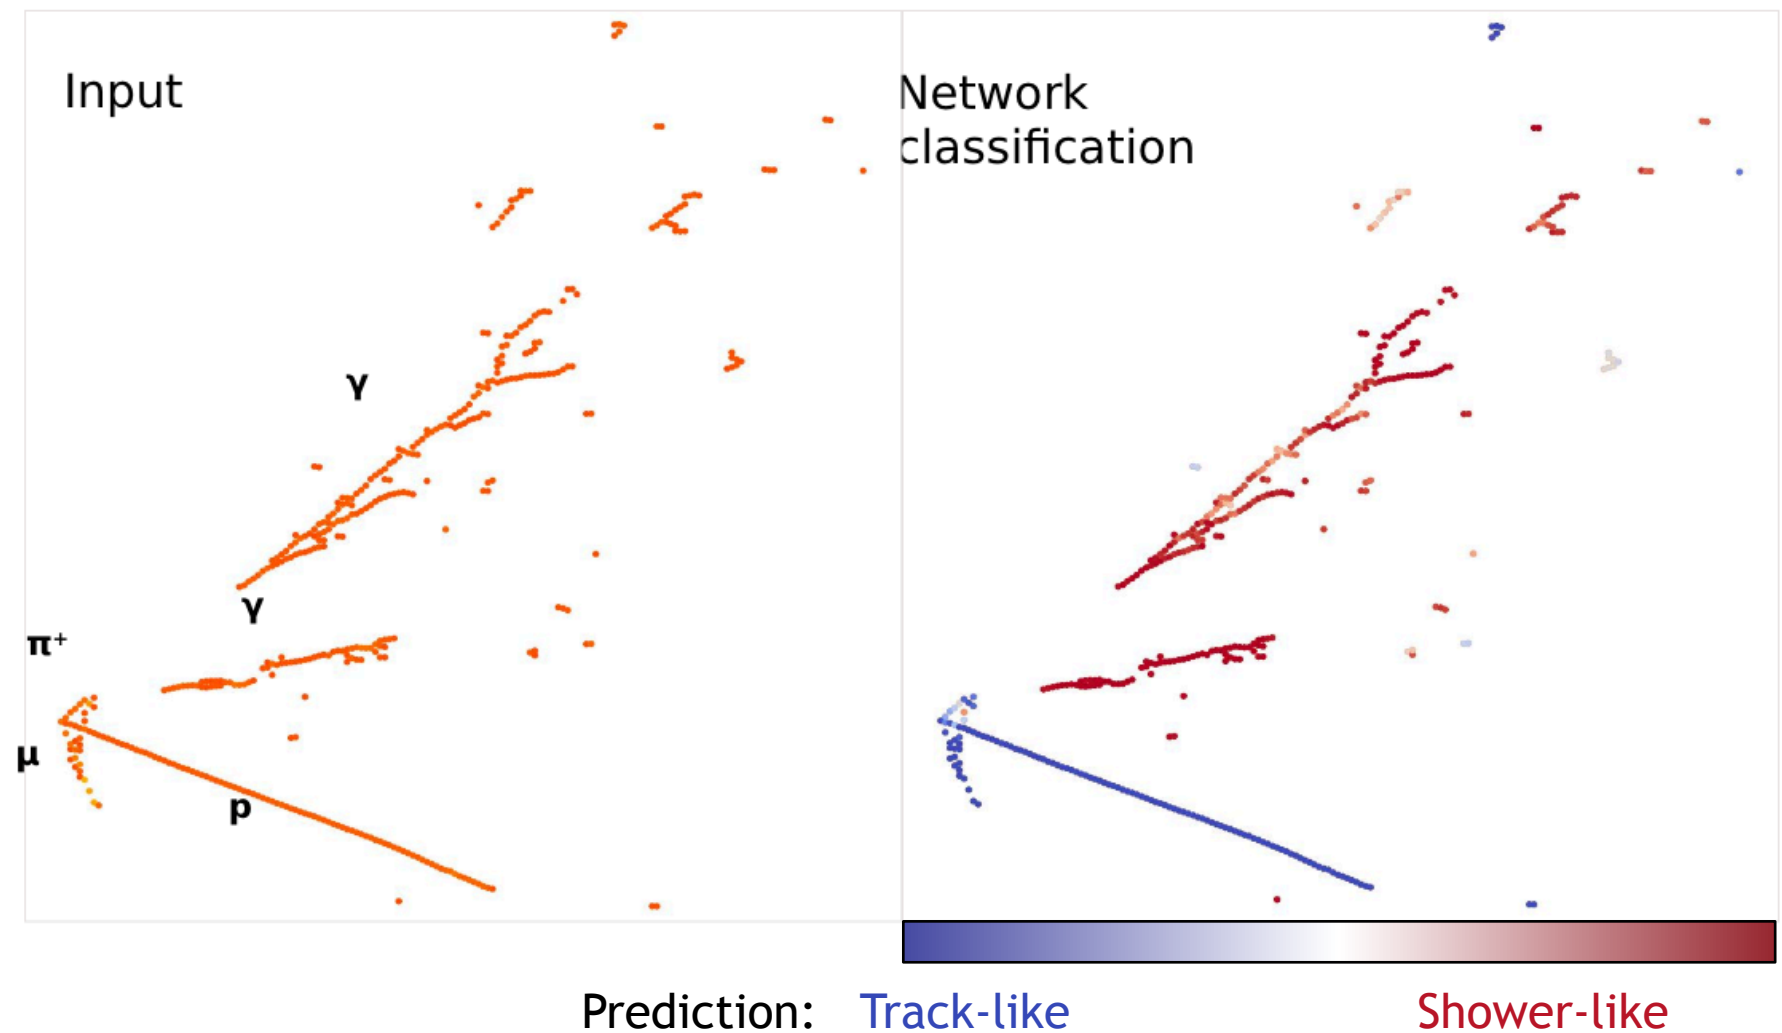 Input
Network
classification
γ
γ
π+
μ
p
Prediction: Track-like Shower-like